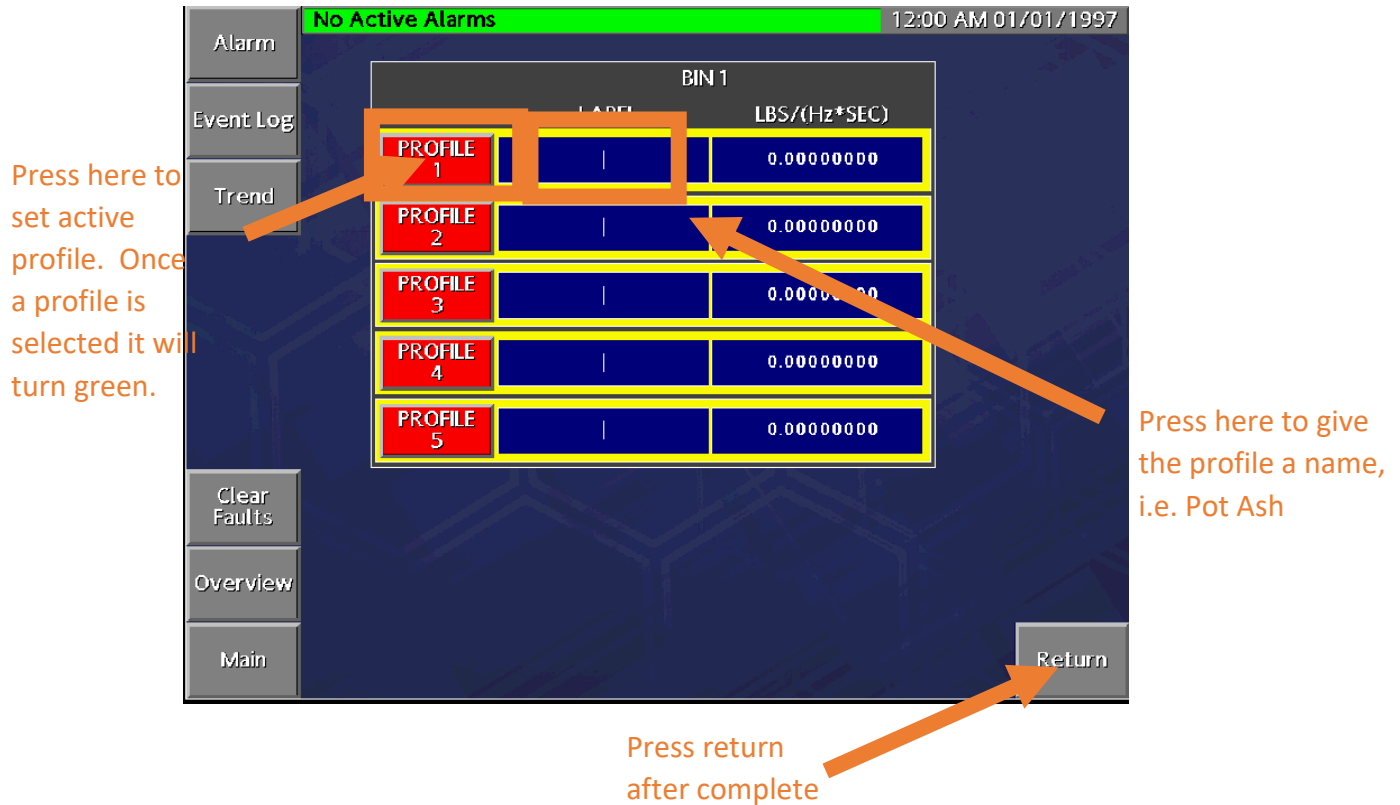 No Active Alarms
12:00 AM 01/01/1997
Alarm
Event Log
Trend
BIN 1
LABEL
LBS/(Hz*SEC)
PROFILE
1
0.00000000
PROFILE
2
0.00000000
PROFILE
3
0.00000000
PROFILE
4
0.00000000
PROFILE
5
0.00000000
Press here to
set active
profile. Once
a profile is
selected it will
turn green.
Press here to give
the profile a name,
i.e. Pot Ash
Clear
Faults
Overview
Main
Return
Press return
after complete